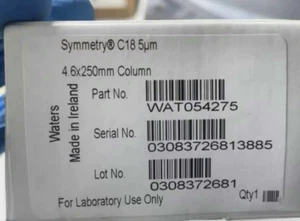 Symmetry® C18 5µm
4.6x250mm Column
Part No.
WAT054275
Waters
Made in Ireland
Serial No.
03083726813885
Lot No.
0308372681
For Laboratory Use Only
Qty1